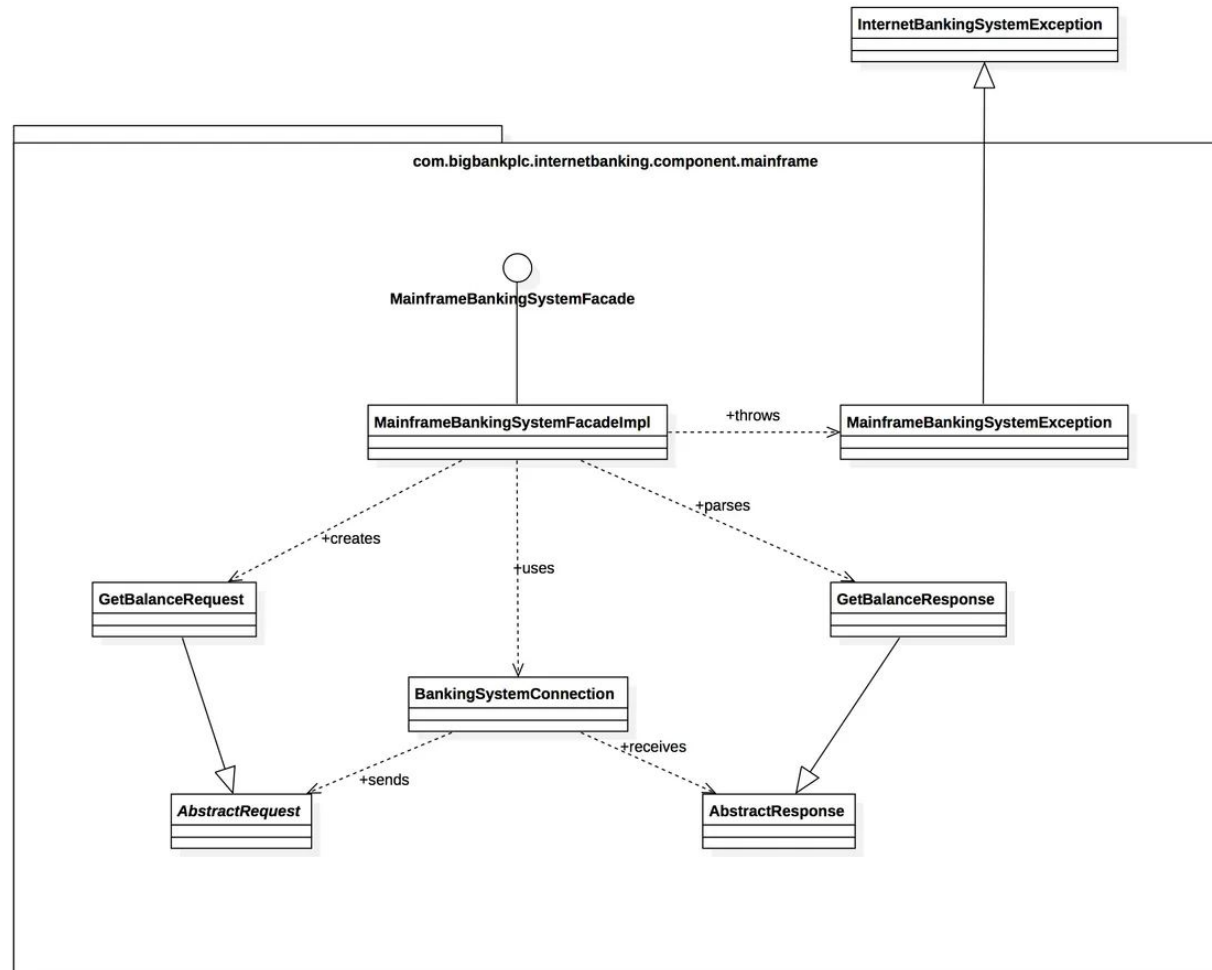 InternetBankingSystemException
com.bigbankplc.internetbanking.component.mainframe
MainframeBankingSystemFacade
MainframeBankingSystemFacadeImpl
+throws
MainframeBankingSystemException
+parses
+creates
+uses
GetBalanceRequest
GetBalanceResponse
BankingSystemConnection
+receives
+sends
AbstractRequest
AbstractResponse